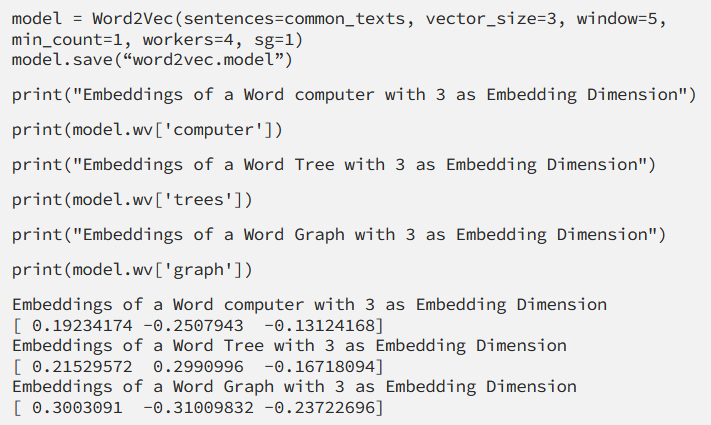 model = Word2Vec(sentences=common_texts, vector_size=3, window=5,
min_count=1, workers=4, sg=1)
model.save(“word2vec.model”)
print("Embeddings of a Word computer with 3 as Embedding Dimension")
print(model.wv['computer'])
print("Embeddings of a Word Tree with 3 as Embedding Dimension")
print(model.wv['trees'])
print("Embeddings of a Word Graph with 3 as Embedding Dimension")
print(model.wv['graph'])
Embeddings of a Word computer with 3 as Embedding Dimension
[ 0.19234174 -0.2507943  -0.13124168]
Embeddings of a Word Tree with 3 as Embedding Dimension
[ 0.21529572  0.2990996  -0.16718094]
Embeddings of a Word Graph with 3 as Embedding Dimension
[ 0.3003091  -0.31009832 -0.23722696]